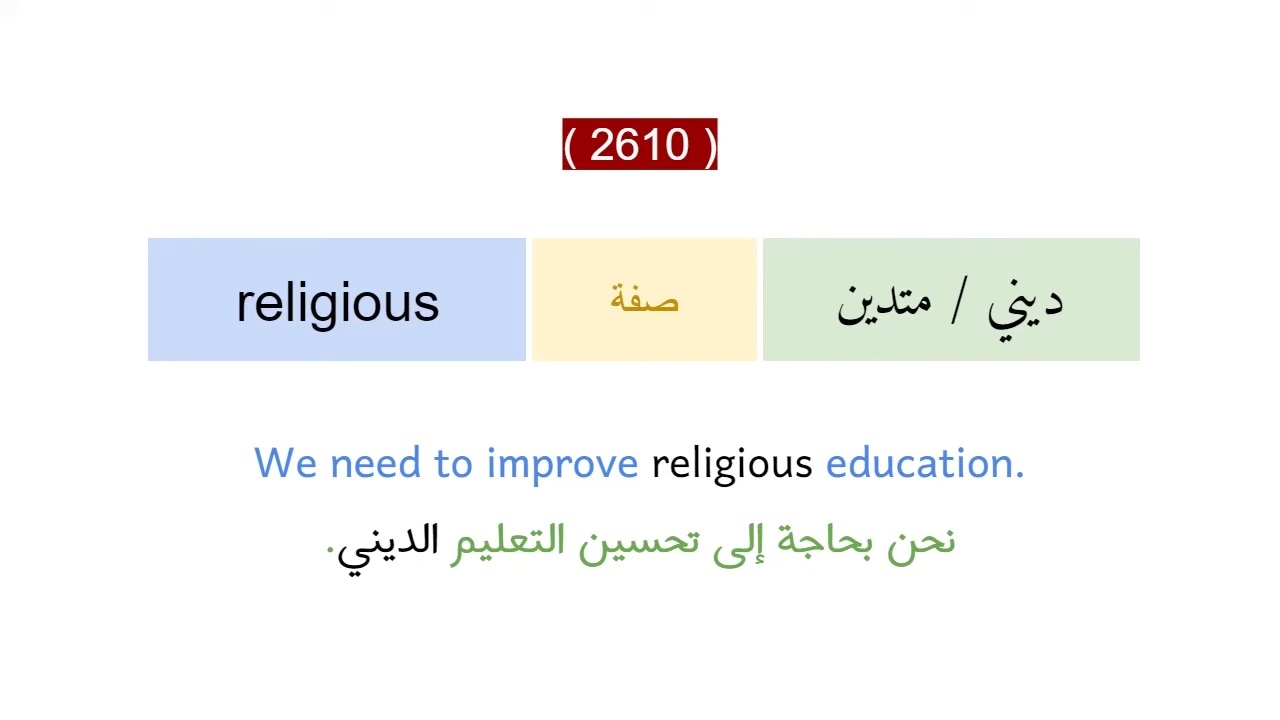 ( 2610 )
religious صفة ديني / متدين
We need to improve religious education.
نحن بحاجة إلى تحسين التعليم الديني.